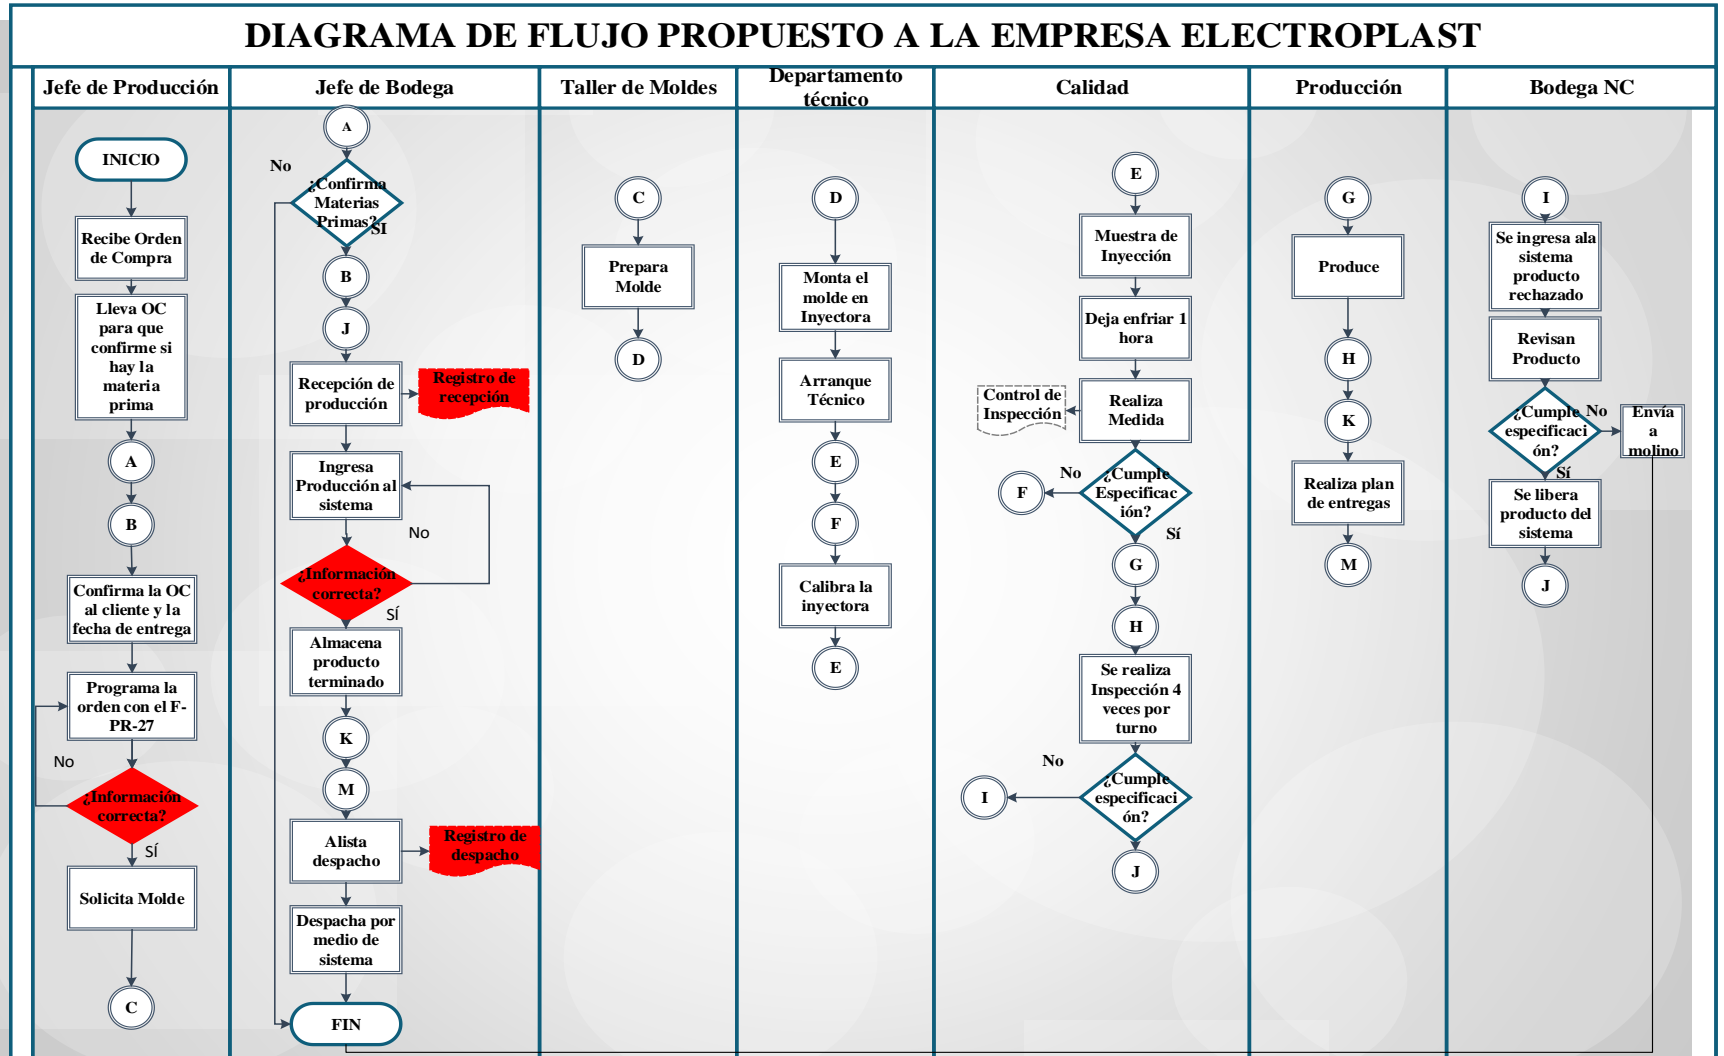 DIAGRAMA DE FLUJO PROPUESTO A LA EMPRESA ELECTROPLAST
Jefe de Producción
Jefe de Bodega
Taller de Moldes
Departamento
técnico
Calidad
Producción
Bodega NC
INICIO
Recibe Orden
de Compra
Lleva OC
para que
confirme si
hay la
materia
prima
A
B
Confirma la OC
al cliente y la
fecha de entrega
Programa la
orden con el F-
PR-27
No
¿Información
correcta?
SÍ
Solicita Molde
C
A
No
¿Confirma
Materias
Primas?
SI
B
J
Recepción de
producción
Registro de
recepción
Ingresa
Producción al
sistema
No
¿Información
correcta?
SÍ
Almacena
producto
terminado
K
M
Alista
despacho
Registro de
despacho
Despacha por
medio de
sistema
FIN
C
Prepara
Molde
D
D
Monta el
molde en
Inyectora
Arranque
Técnico
E
F
Calibra la
inyectora
E
E
Muestra de
Inyección
Deja enfriar 1
hora
Control de
Inspección
Realiza
Medida
No
¿Cumple
Especificac
ión?
F
Sí
G
H
Se realiza
Inspección 4
veces por
turno
No
¿Cumple
especificaci
ón?
I
J
G
Produce
H
K
Realiza plan
de entregas
M
I
Se ingresa ala
sistema
producto
rechazado
Revisan
Producto
¿Cumple
especificaci
ón?
No
Envía
a
molino
Sí
Se libera
producto del
sistema
J